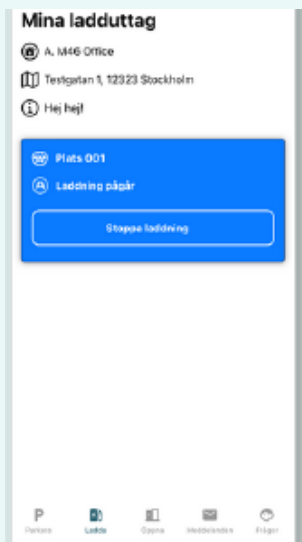 Mina ladduttag
A. M46 Office
Testgatan 1, 12323 Stockholm
Hej hej!
Plats 001
Laddning pågår
Stoppa laddning
P
Parkera Ladda Öppna Meddelanden Frågor